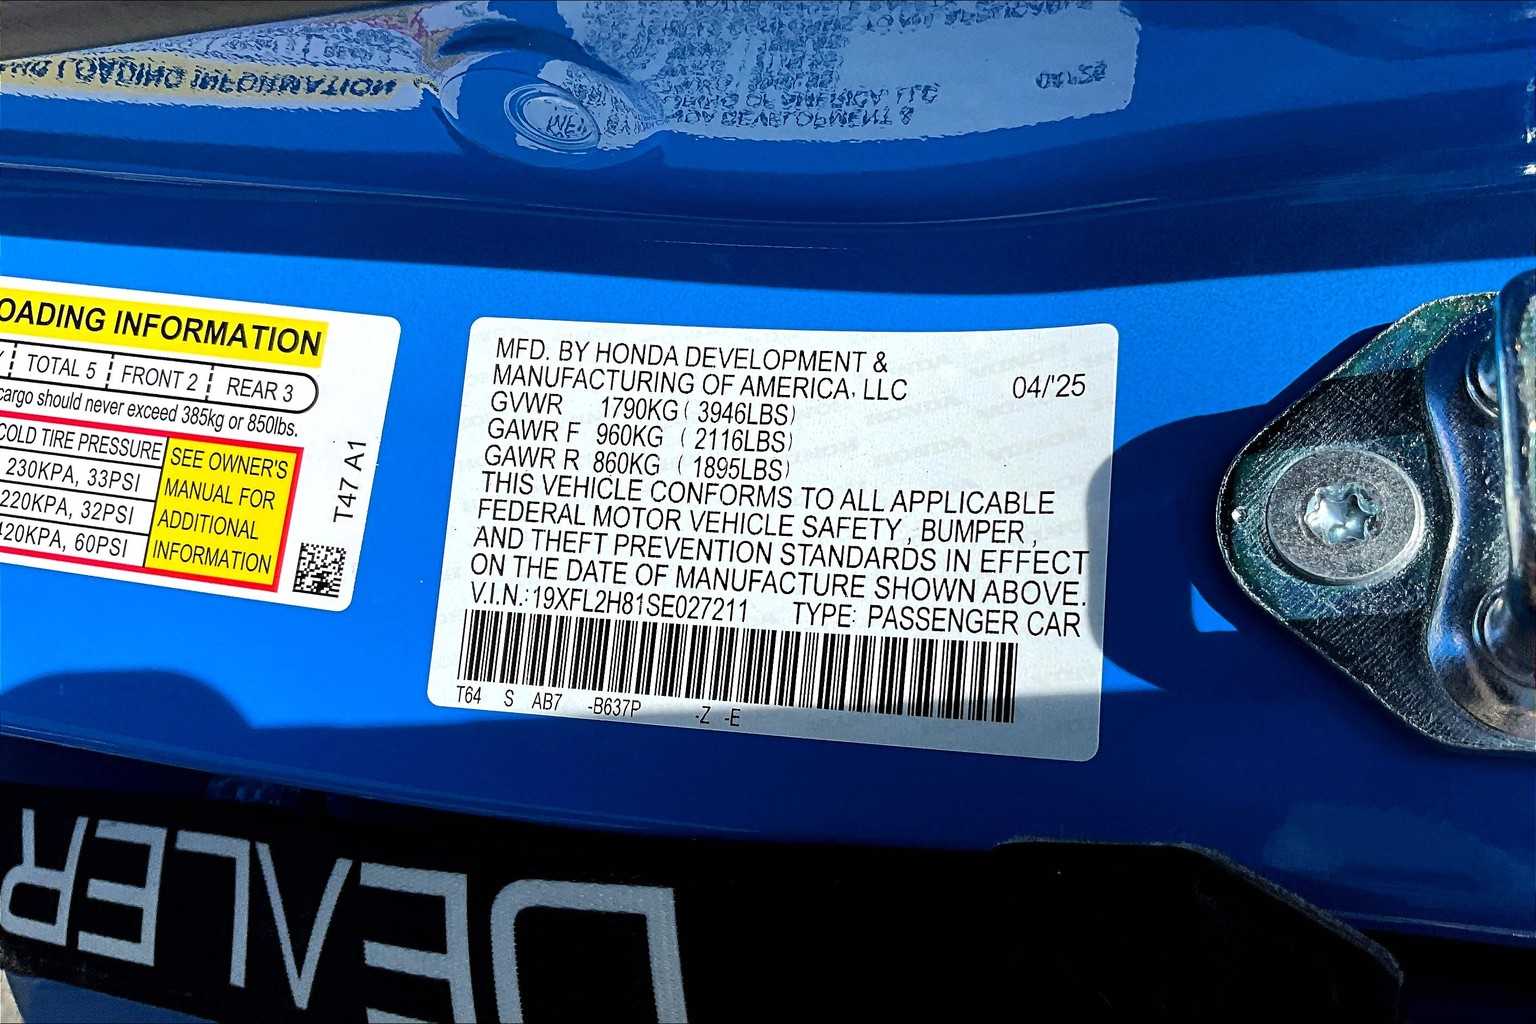 OADING INFORMATION
TOTAL 5 FRONT 2 REAR 3
cargo should never exceed 385kg or 850lbs.
COLD TIRE PRESSURE
230KPA, 33PSI
220KPA, 32PSI
420KPA, 60PSI
SEE OWNER'S
MANUAL FOR
ADDITIONAL
INFORMATION
T47 A1
MFD. BY HONDA DEVELOPMENT &
MANUFACTURING OF AMERICA, LLC 04/'25
GVWR 1790KG ( 3946LBS)
GAWR F 960KG ( 2116LBS)
GAWR R 860KG ( 1895LBS)
THIS VEHICLE CONFORMS TO ALL APPLICABLE
FEDERAL MOTOR VEHICLE SAFETY , BUMPER ,
AND THEFT PREVENTION STANDARDS IN EFFECT
ON THE DATE OF MANUFACTURE SHOWN ABOVE.
V.I.N.: 19XFL2H81SE027211 TYPE: PASSENGER CAR
T64 S AB7 -B637P -Z -E
DEALER